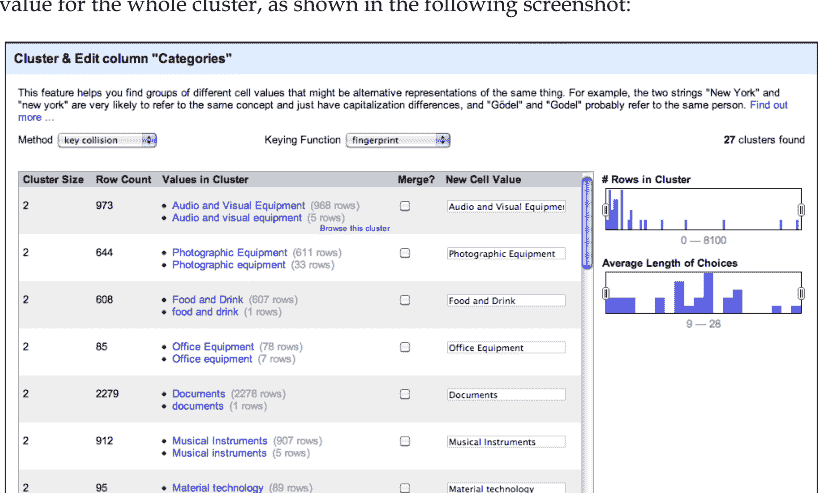 value for the whole cluster, as shown in the following screenshot:
Cluster & Edit column "Categories"
This feature helps you find groups of different cell values that might be alternative representations of the same thing. For example, the two strings "New York" and
"new york" are very likely to refer to the same concept and just have capitalization differences, and "Gödel" and "Godel" probably refer to the same person. Find out
more ...
Method key collision Keying Function fingerprint 27 clusters found
Cluster Size Row Count Values in Cluster Merge? New Cell Value
2 973 • Audio and Visual Equipment (968 rows) Audio and Visual Equipmer
• Audio and visual equipment (5 rows)
Browse this cluster
2 644 • Photographic Equipment (611 rows) Photographic Equipment
• Photographic equipment (33 rows)
2 608 • Food and Drink (607 rows) Food and Drink
• food and drink (1 rows)
2 85 • Office Equipment (78 rows) Office Equipment
• Office equipment (7 rows)
2 2279 • Documents (2278 rows) Documents
• documents (1 rows)
2 912 • Musical Instruments (907 rows) Musical Instruments
• Musical instruments (5 rows)
2 95 • Material technology (89 rows) Material technology
# Rows in Cluster
0 — 8100
Average Length of Choices
9 — 28